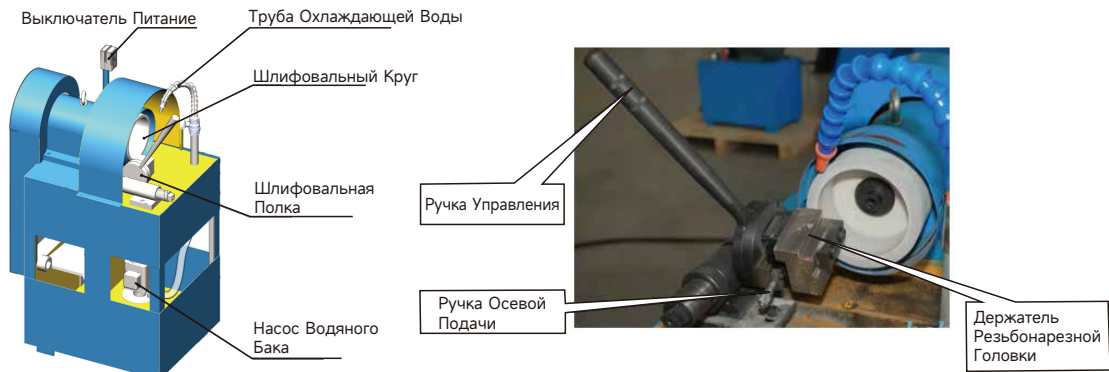 Выключатель Питание
Труба Охлаждающей Воды
Шлифовальный Круг
Шлифовальная
Полка
Насос Водяного
Бака
Ручка Управления
Ручка Осевой
Подачи
Держатель
Резьбонарезной
Головки